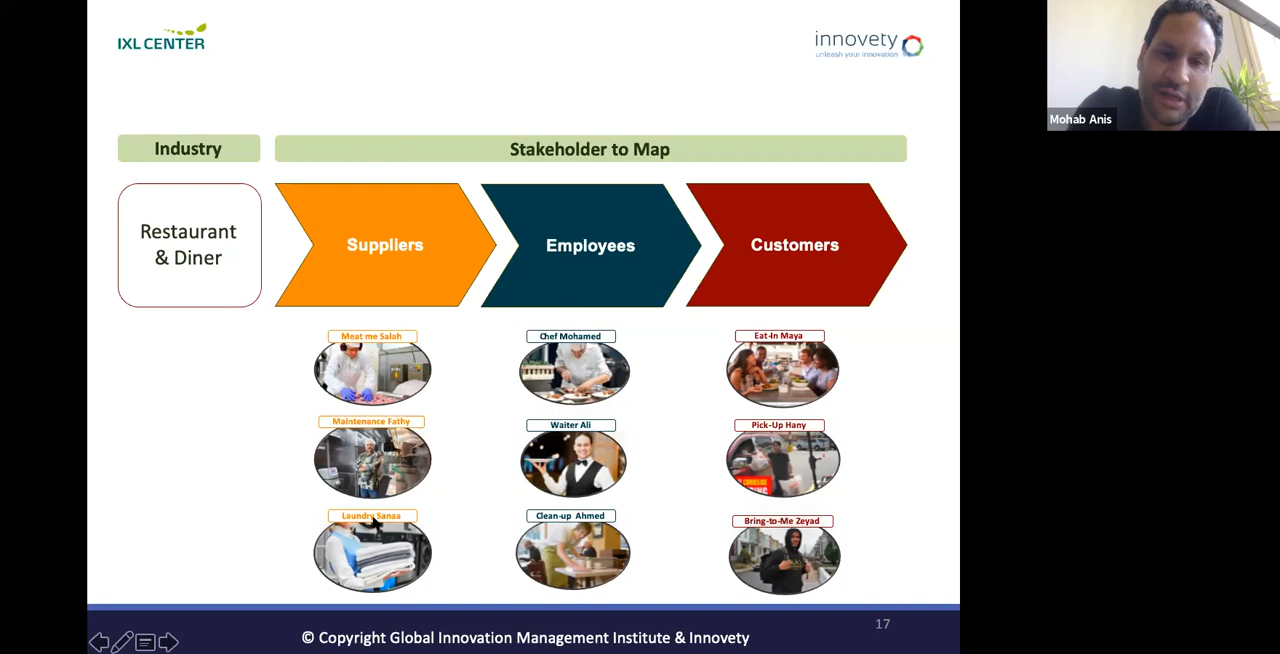 IXL CENTER
innovety
unleash your innovation
Mohab Anis
Industry
Stakeholder to Map
Restaurant
& Diner
Suppliers
Employees
Customers
Meat me Salah
Chef Mohamed
Eat-In Maya
Maintenance Fathy
Waiter Ali
Pick-Up Hany
Laundry Sanaa
Clean-up Ahmed
Bring-to-Me Zeyad
17
© Copyright Global Innovation Management Institute & Innovety